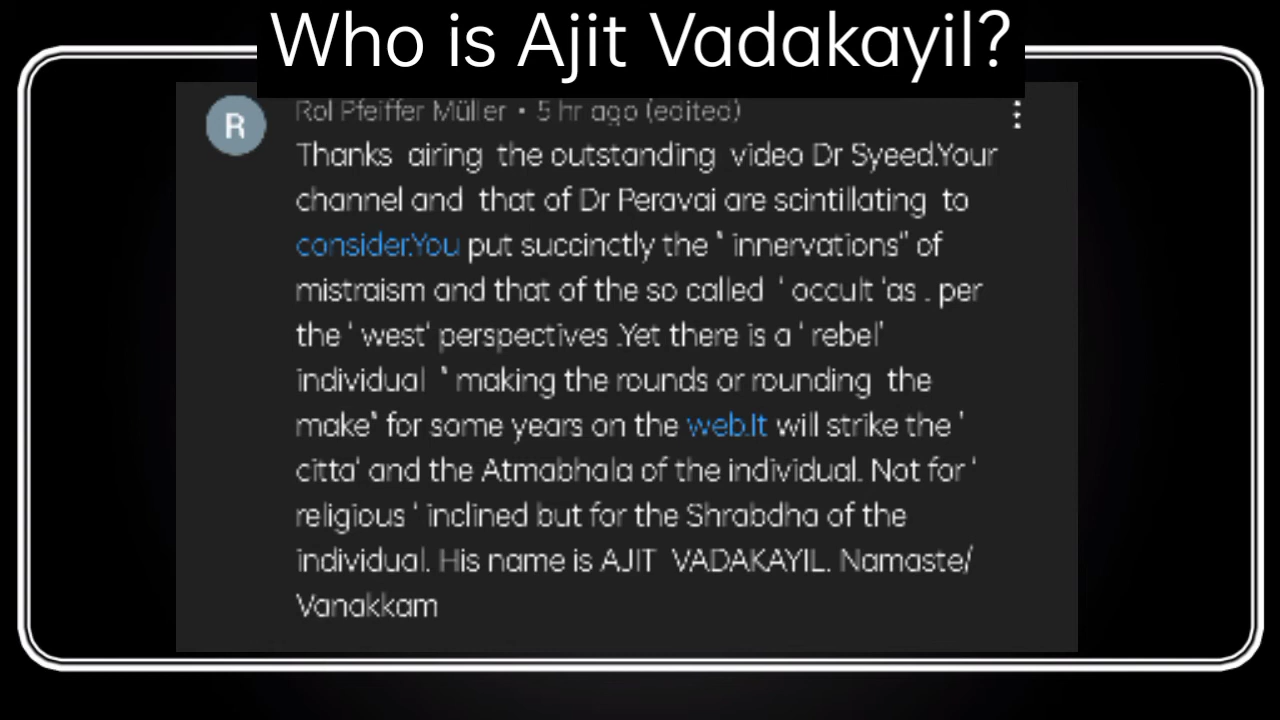 Who is Ajit Vadakayil?
R
Rol Pfeiffer Müller • 5 hr ago (edited)
Thanks airing the outstanding video Dr Syeed.Your
channel and that of Dr Peravai are scintillating to
consider.You put succinctly the " innervations" of
mistraism and that of the so called ' occult 'as . per
the ' west' perspectives .Yet there is a ' rebel'
individual " making the rounds or rounding the
make" for some years on the web.It will strike the '
citta' and the Atmabhala of the individual. Not for '
religious ' inclined but for the Shrabdha of the
individual. His name is AJIT VADAKAYIL. Namaste/
Vanakkam